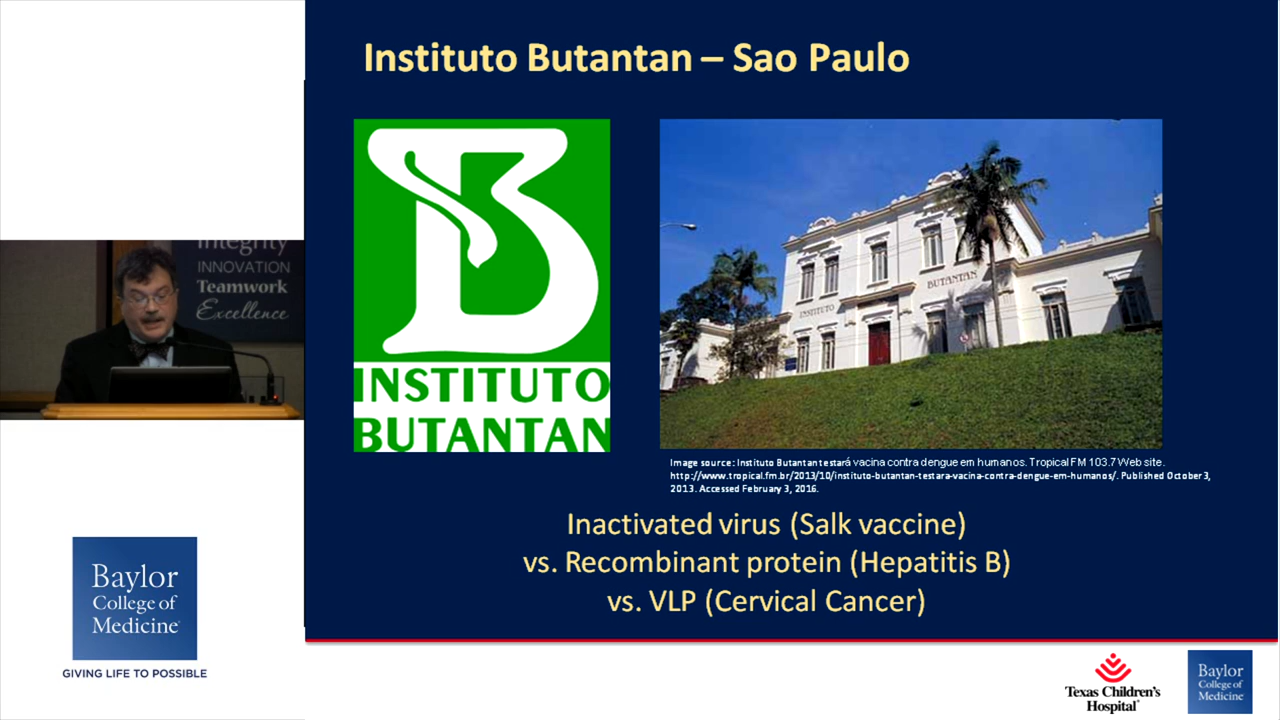 Instituto Butantan – Sao Paulo
INSTITUTO
BUTANTAN
INSTITUTO
BUTANTAN
Image source: Instituto Butantan testará vacina contra dengue em humanos. Tropical FM 103.7 Web site.
http://www.tropical.fm.br/2013/10/instituto-butantan-testara-vacina-contra-dengue-em-humanos/. Published October 3,
2013. Accessed February 3, 2016.
Inactivated virus (Salk vaccine)
vs. Recombinant protein (Hepatitis B)
vs. VLP (Cervical Cancer)
Integrity
INNOVATION
Teamwork
Excellence
Baylor
College of
Medicine
GIVING LIFE TO POSSIBLE
Texas Children's
Hospital
Baylor
College of
Medicine